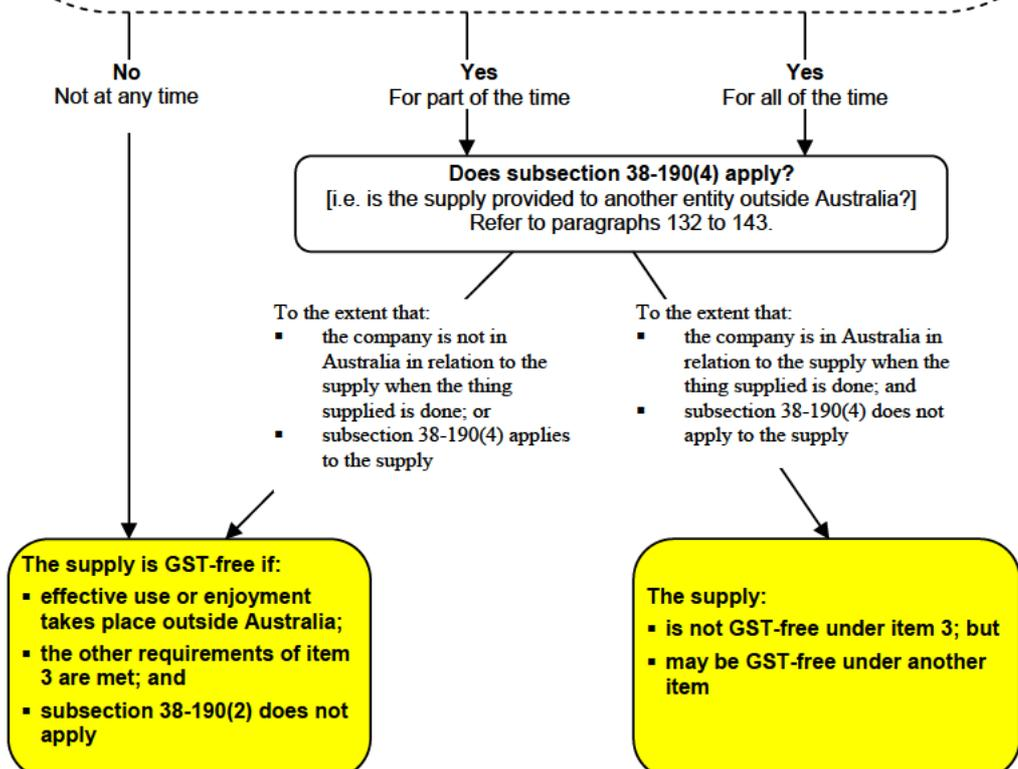 No
Not at any time
Yes
For part of the time
Yes
For all of the time
Does subsection 38-190(4) apply?
[i.e. is the supply provided to another entity outside Australia?]
Refer to paragraphs 132 to 143.
To the extent that:
▪ the company is not in
Australia in relation to the
supply when the thing
supplied is done; or
▪ subsection 38-190(4) applies
to the supply
To the extent that:
▪ the company is in Australia in
relation to the supply when the
thing supplied is done; and
▪ subsection 38-190(4) does not
apply to the supply
The supply is GST-free if:
▪ effective use or enjoyment
takes place outside Australia;
▪ the other requirements of item
3 are met; and
▪ subsection 38-190(2) does not
apply
The supply:
▪ is not GST-free under item 3; but
▪ may be GST-free under another
item